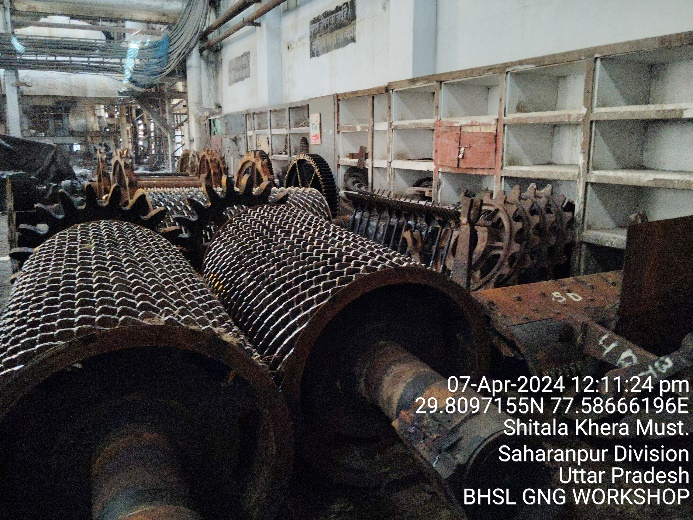 SD
07-Apr-2024 12:11:24 pm
29.8097155N 77.58666196E
Shitala Khera Must.
Saharanpur Division
Uttar Pradesh
BHSL GNG WORKSHOP